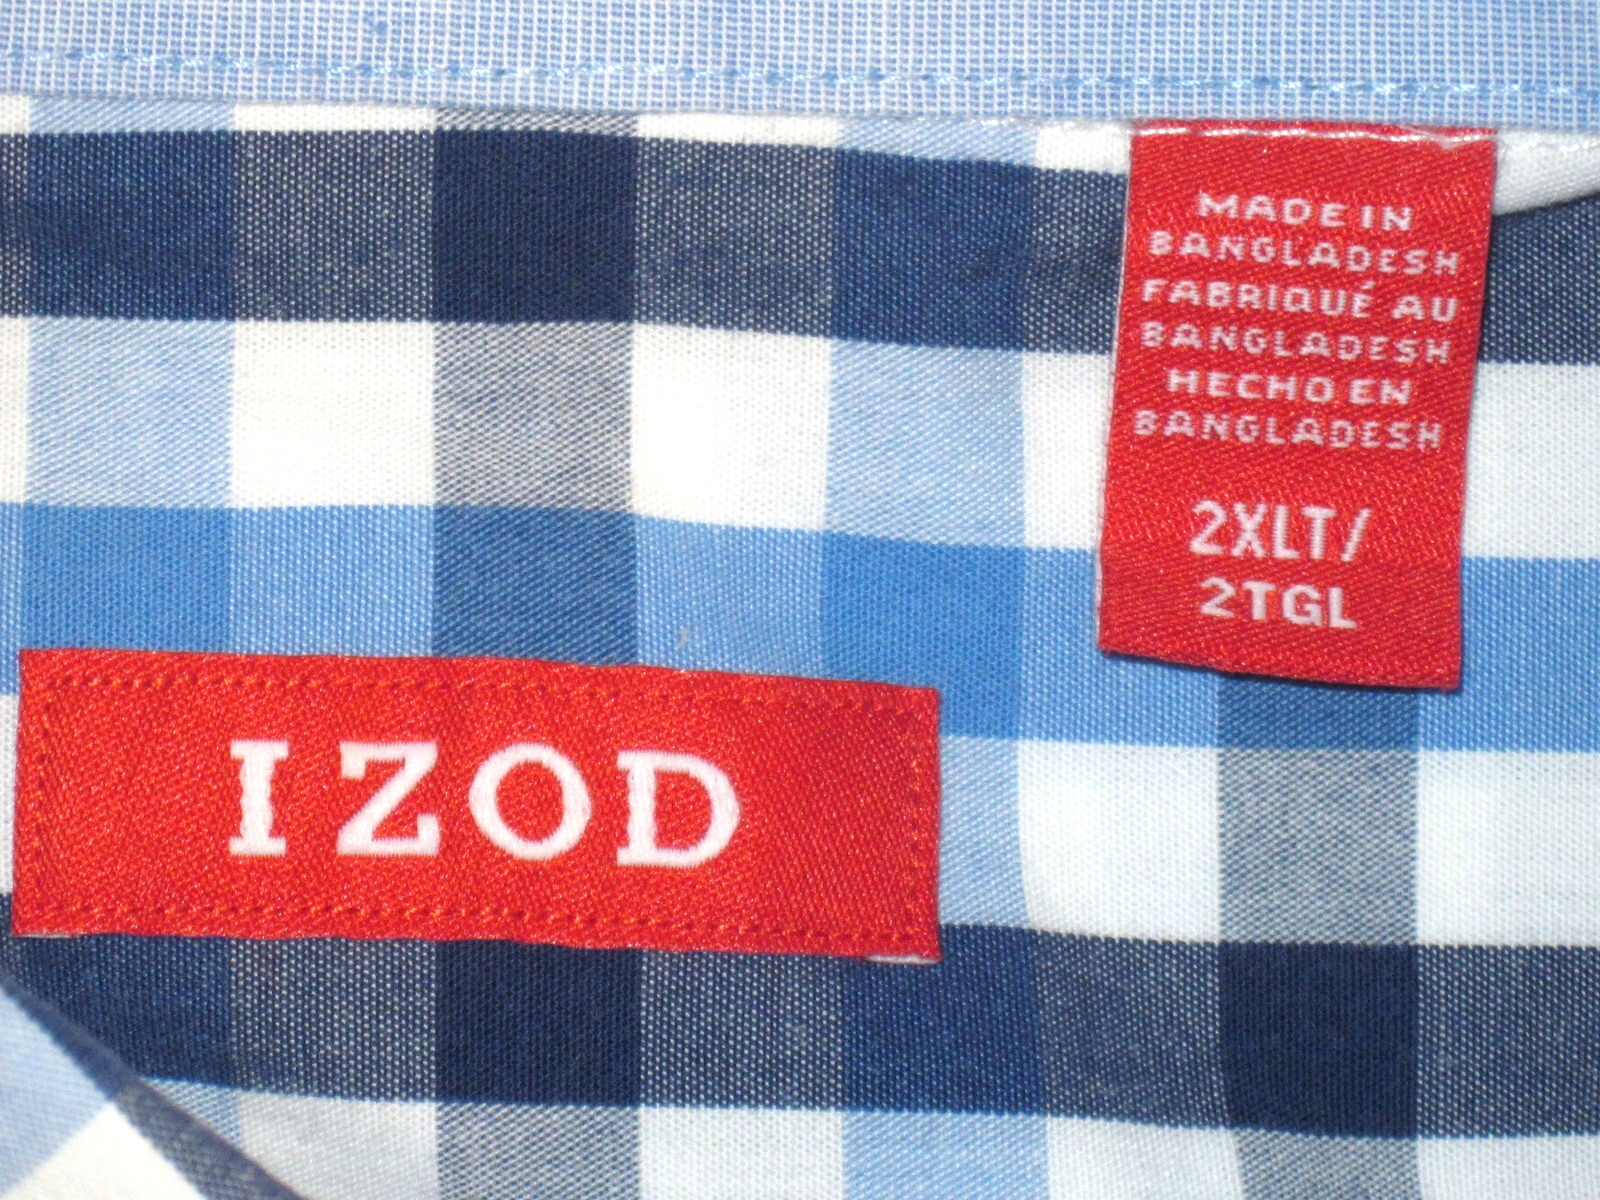 MADE IN
BANGLADESH
FABRIQUÉ AU
BANGLADESH
HECHO EN
BANGLADESH
2XLT/
2TGL
IZOD